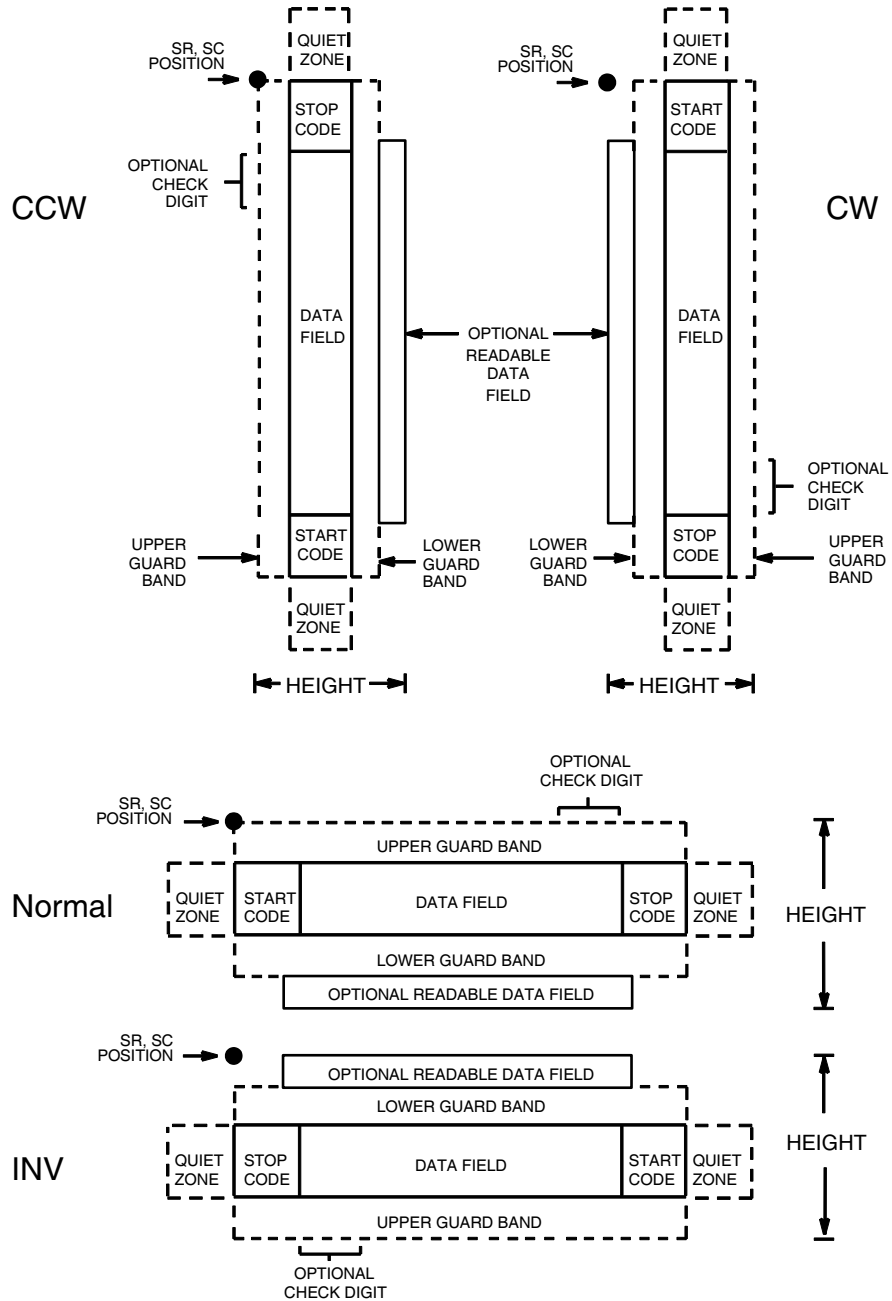 QUIET
ZONE
SR, SC
POSITION
STOP
CODE
OPTIONAL
CHECK
DIGIT
CCW
DATA
FIELD
START
CODE
UPPER
GUARD
BAND
LOWER
GUARD
BAND
QUIET
ZONE
HEIGHT
OPTIONAL
READABLE
DATA
FIELD
QUIET
ZONE
SR, SC
POSITION
START
CODE
CW
DATA
FIELD
OPTIONAL
CHECK
DIGIT
STOP
CODE
LOWER
GUARD
BAND
UPPER
GUARD
BAND
QUIET
ZONE
HEIGHT
OPTIONAL
CHECK DIGIT
SR, SC
POSITION
UPPER GUARD BAND
Normal
QUIET
ZONE
START
CODE
DATA FIELD
STOP
CODE
QUIET
ZONE
HEIGHT
LOWER GUARD BAND
OPTIONAL READABLE DATA FIELD
SR, SC
POSITION
OPTIONAL READABLE DATA FIELD
LOWER GUARD BAND
INV
QUIET
ZONE
STOP
CODE
DATA FIELD
START
CODE
QUIET
ZONE
HEIGHT
UPPER GUARD BAND
OPTIONAL
CHECK DIGIT